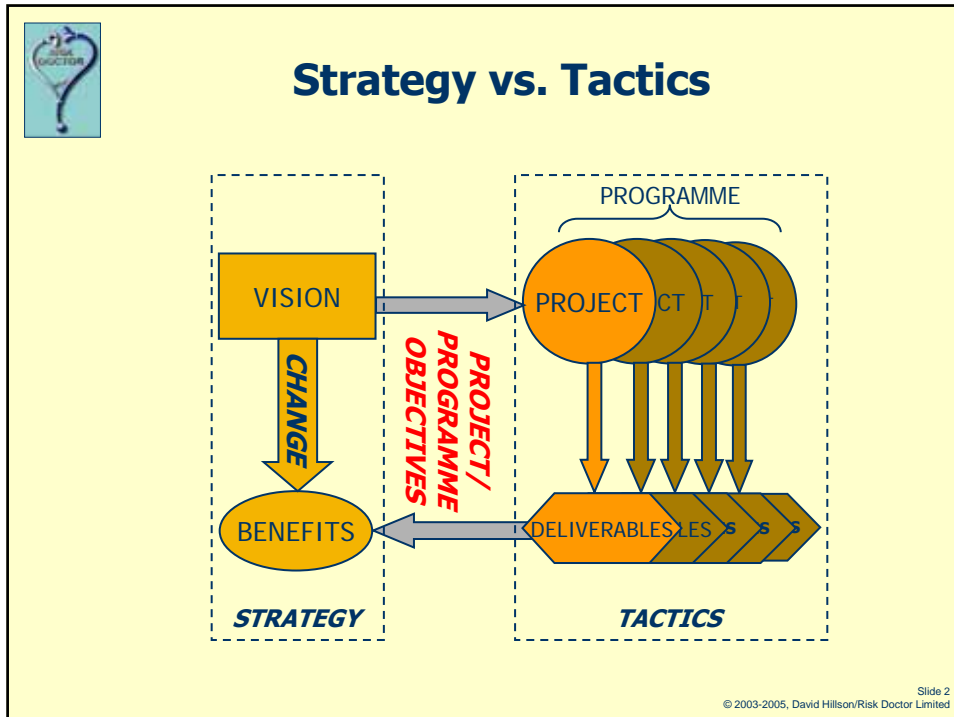 RISK
DOCTOR
Strategy vs. Tactics
PROGRAMME
VISION
PROJECT
CT
T
T
CHANGE
PROJECT /
PROGRAMME
OBJECTIVES
BENEFITS
DELIVERABLES
LES
S
S
S
STRATEGY
TACTICS
Slide 2
© 2003-2005, David Hillson/Risk Doctor Limited